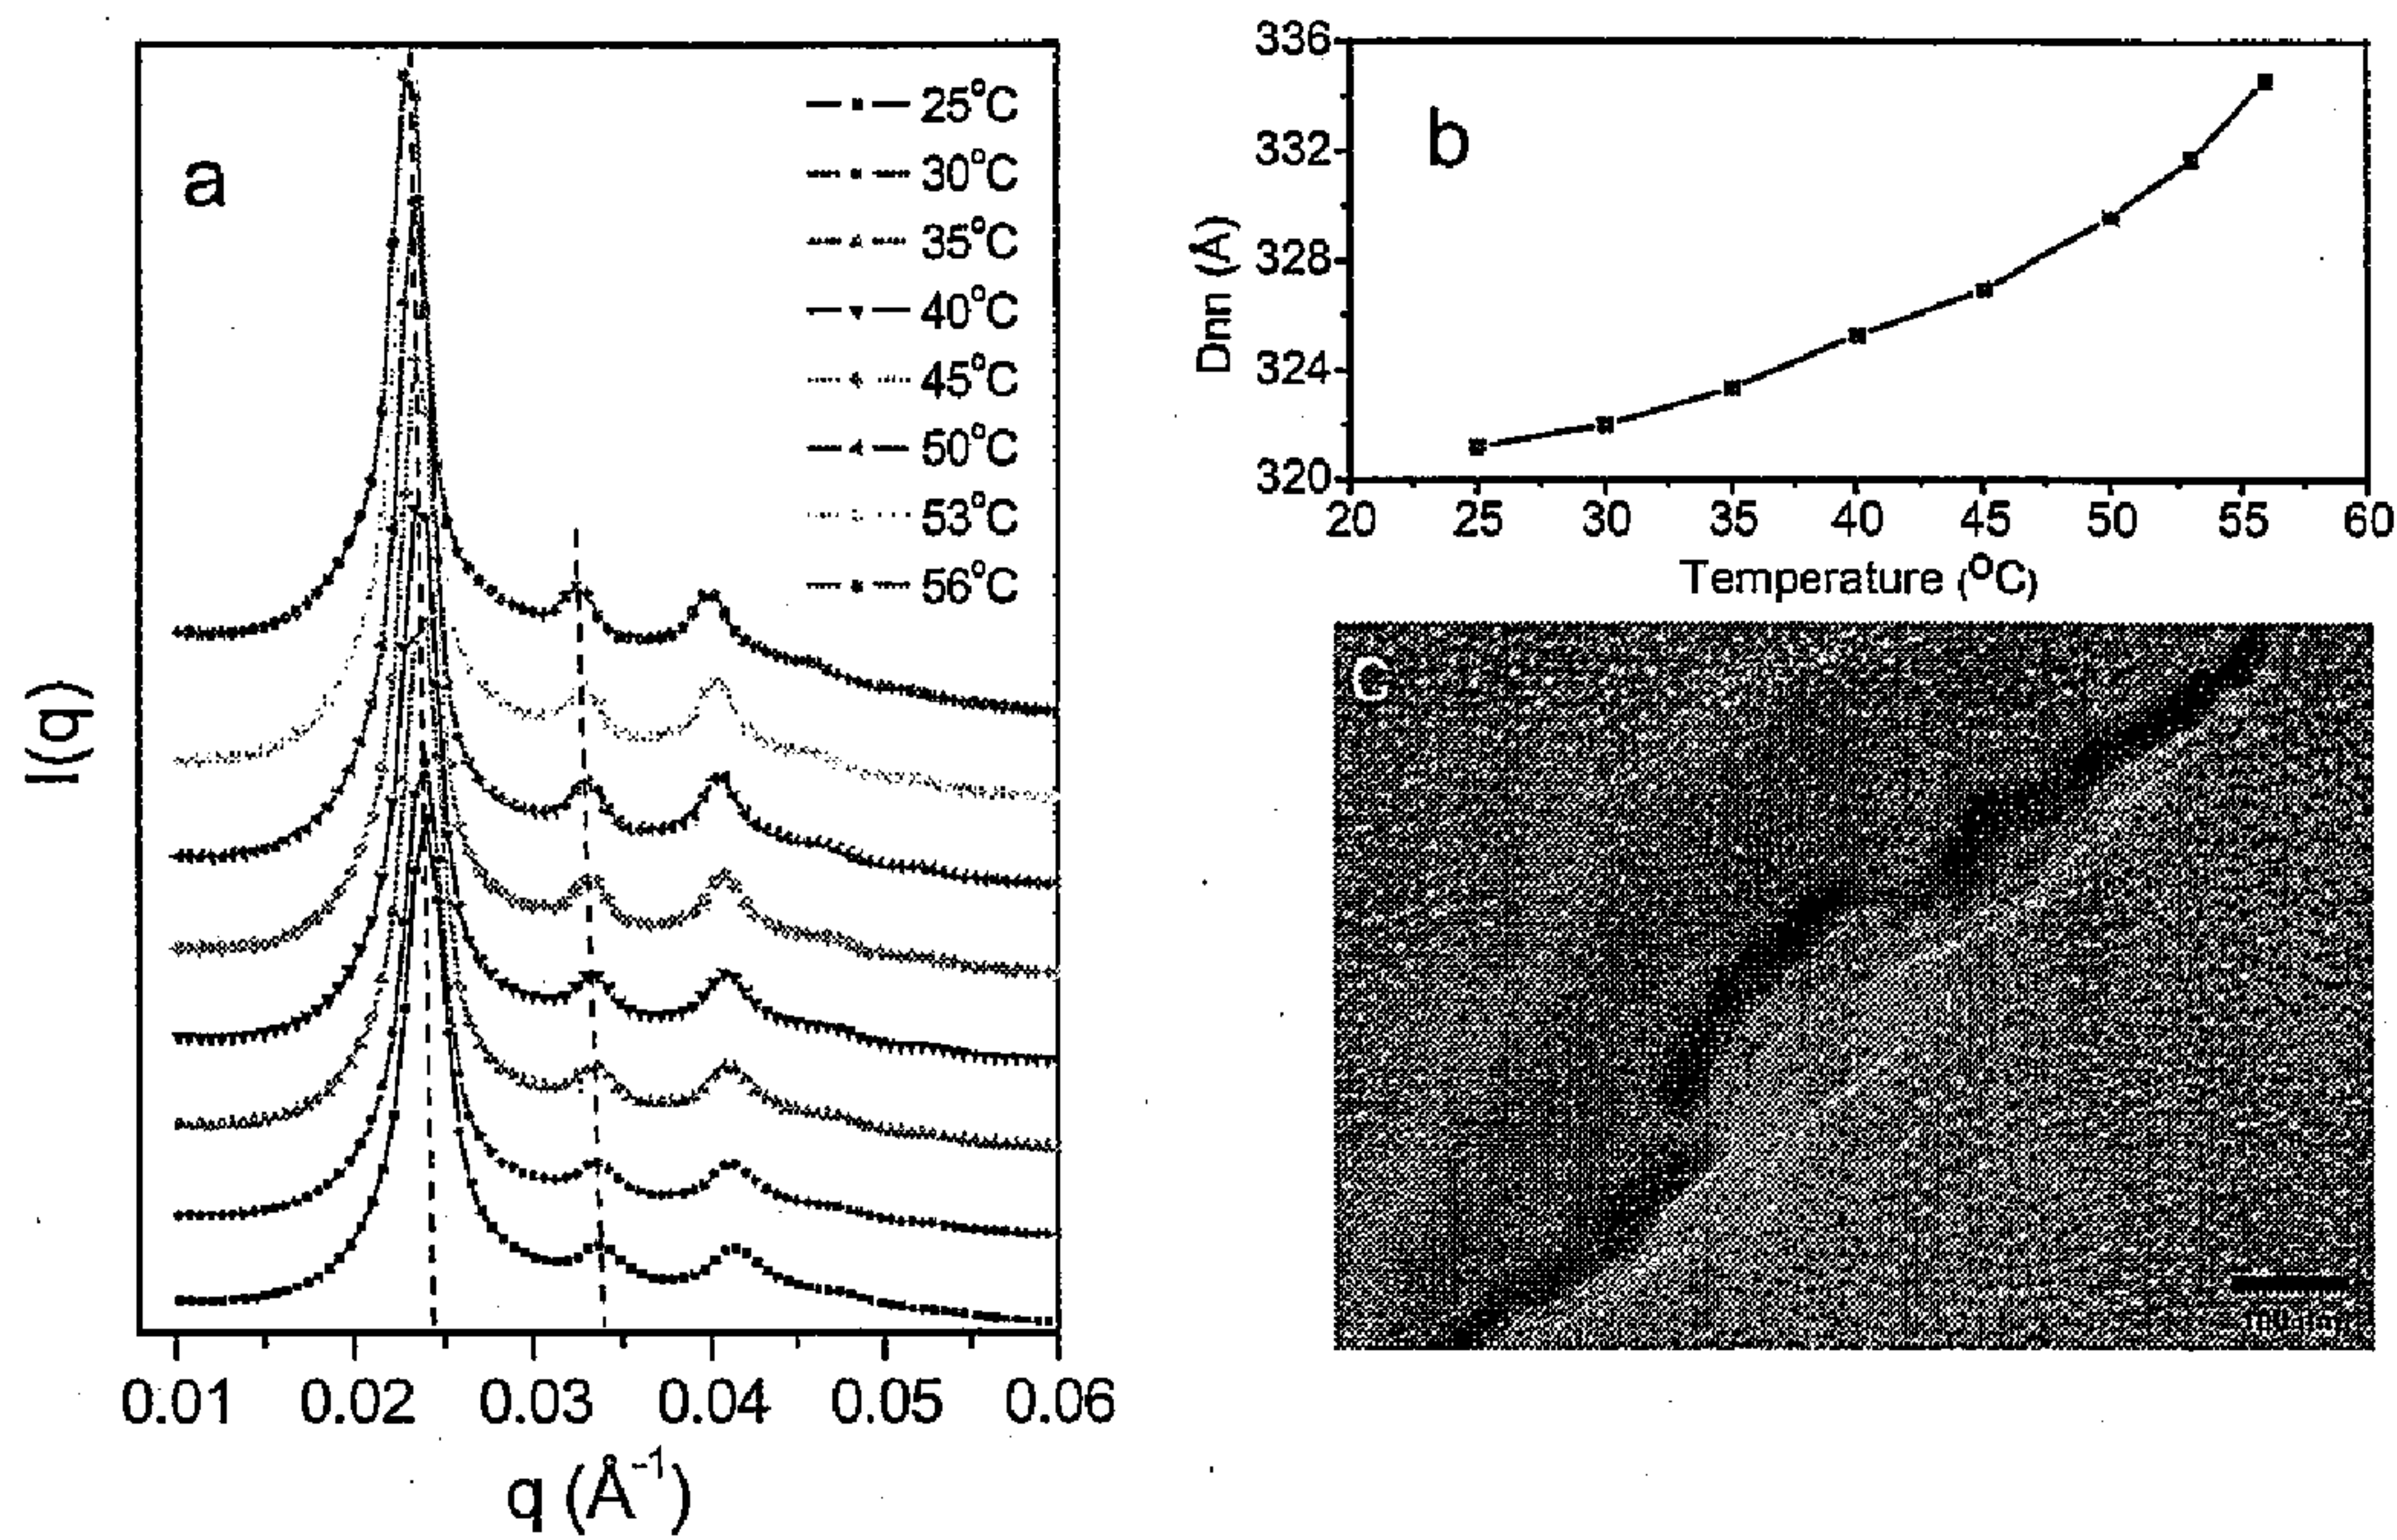 a
25°C
30°C
35°C
40°C
45°C
50°C
53°C
56°C
I(q)
0.01 0.02 0.03 0.04 0.05 0.06
q (Å⁻¹)
b
336
332
328
324
320
Dnn (Å)
20 25 30 35 40 45 50 55 60
Temperature (°C)
c